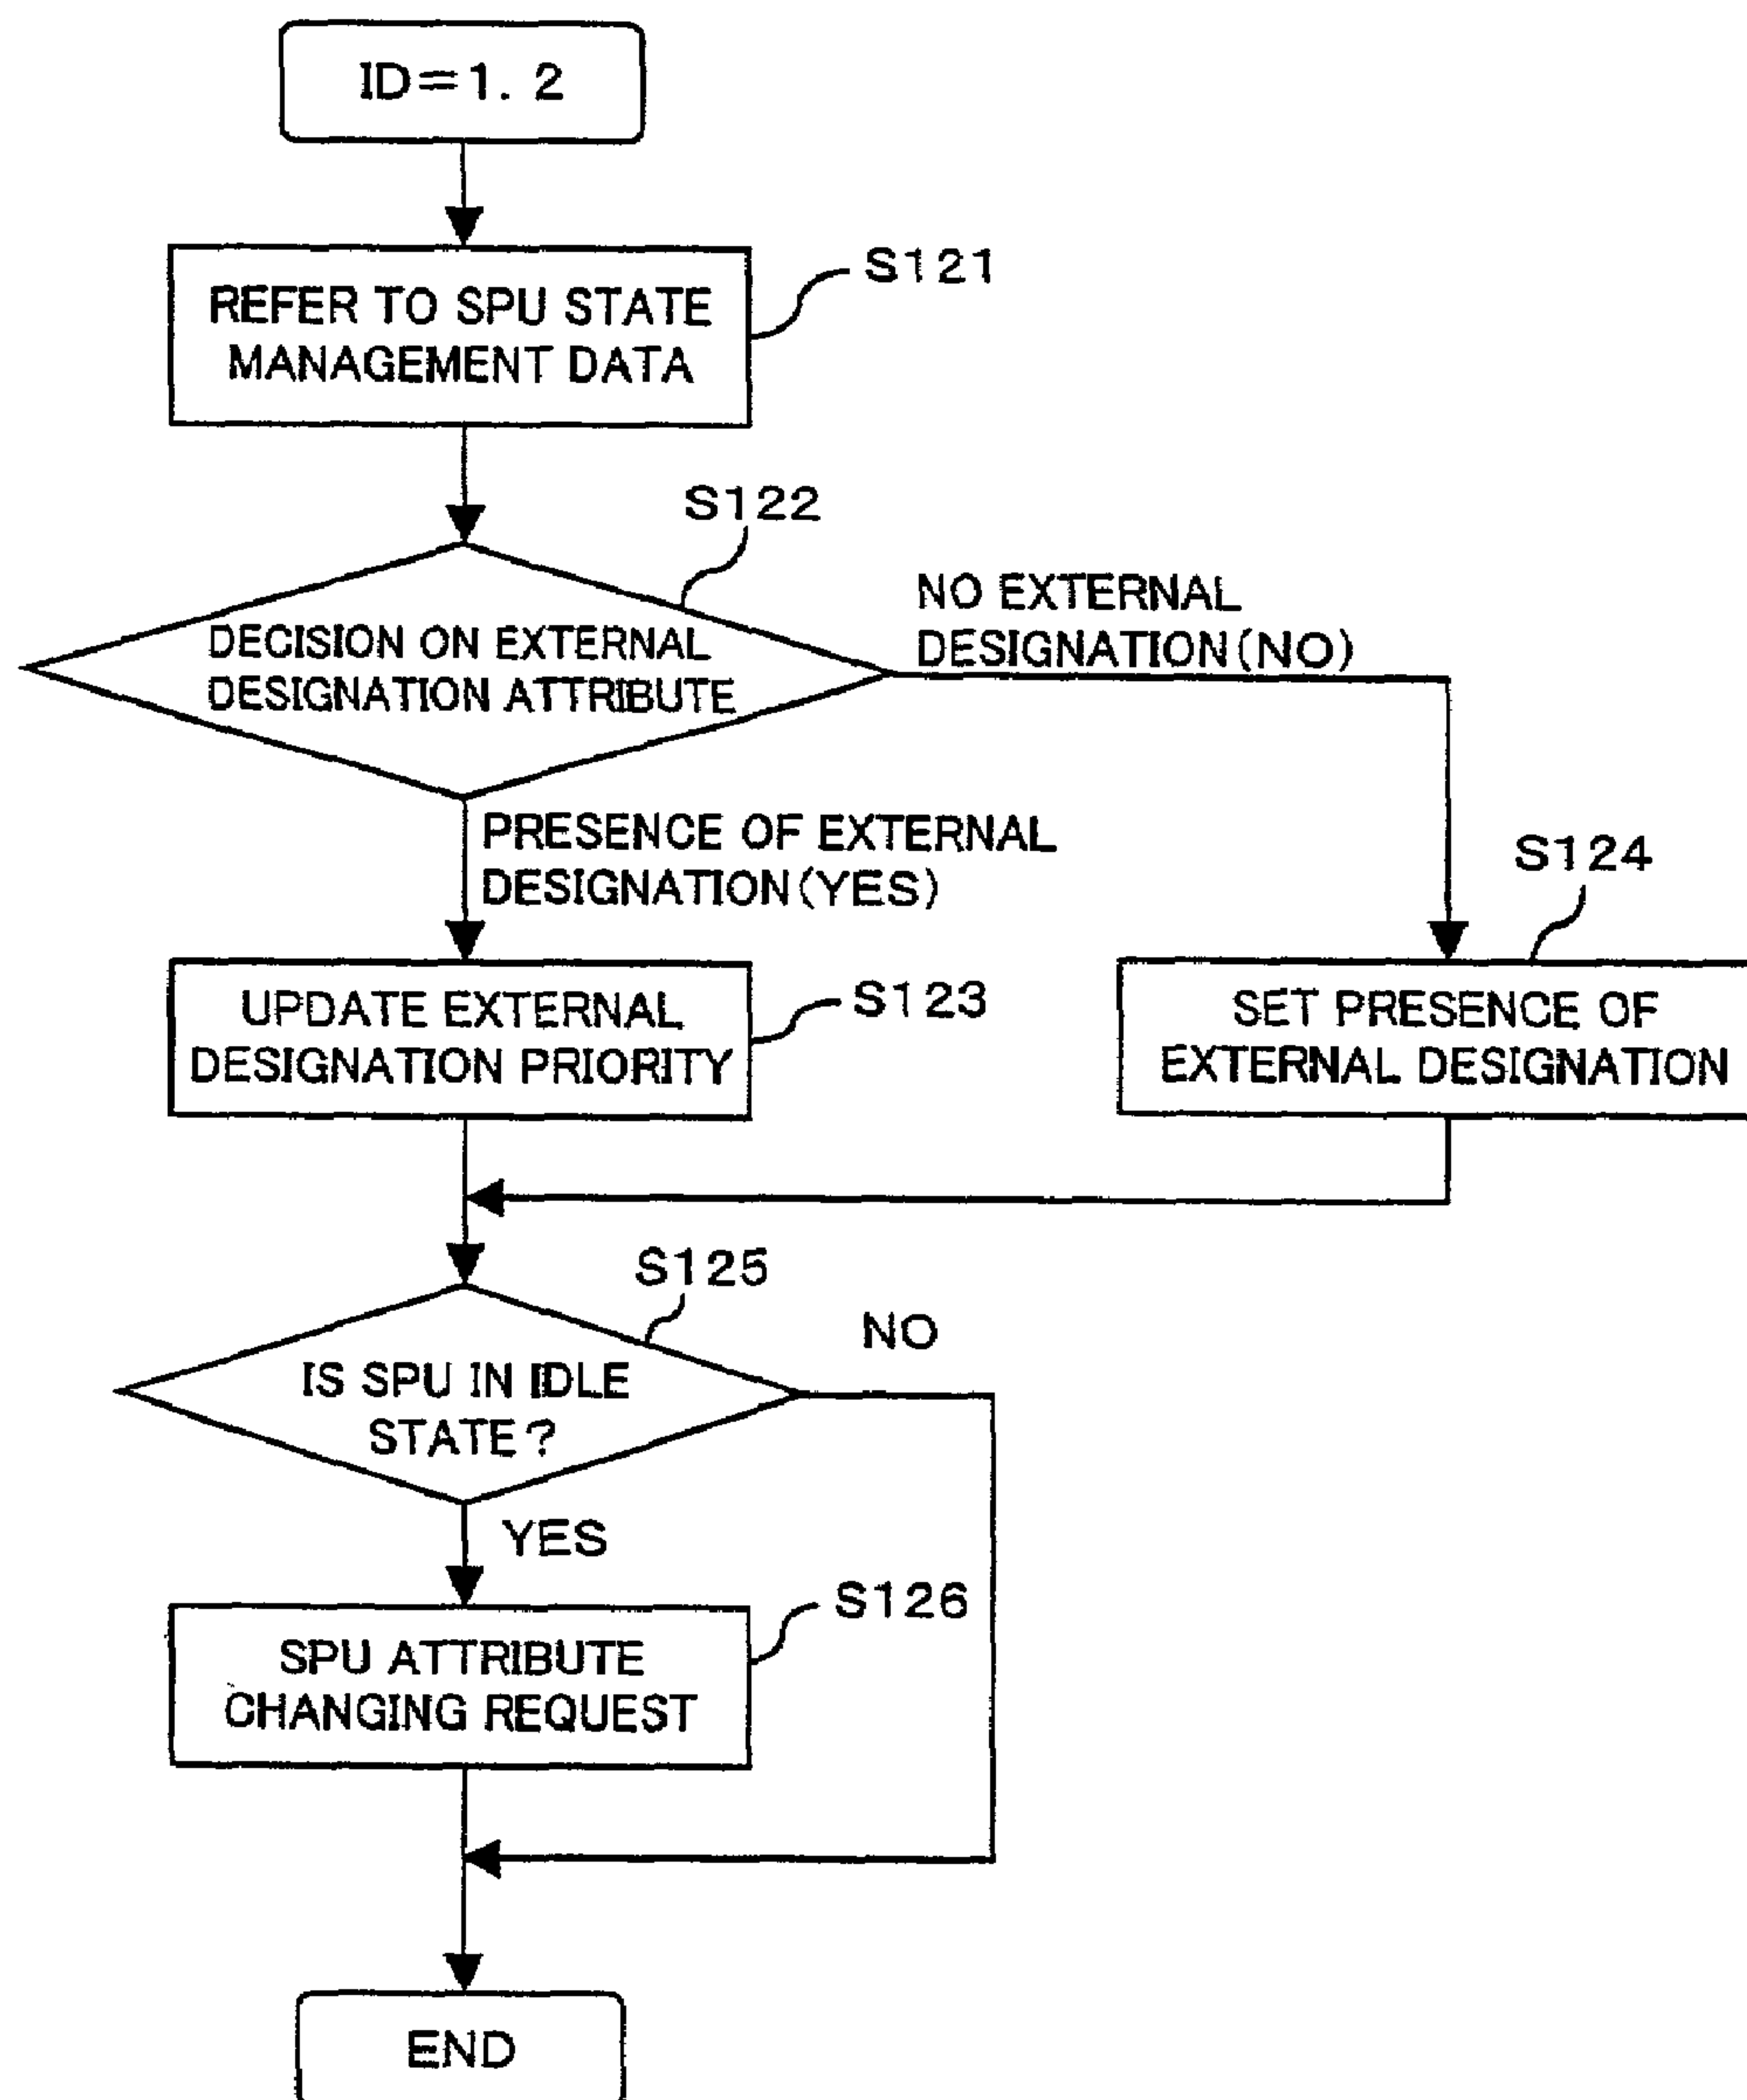 ID=1. 2
S121
REFER TO SPU STATE
MANAGEMENT DATA
S122
DECISION ON EXTERNAL
DESIGNATION ATTRIBUTE
NO EXTERNAL
DESIGNATION(NO)
PRESENCE OF EXTERNAL
DESIGNATION(YES)
S124
UPDATE EXTERNAL
DESIGNATION PRIORITY
S123
SET PRESENCE OF
EXTERNAL DESIGNATION
S125
NO
IS SPU IN IDLE
STATE?
YES
S126
SPU ATTRIBUTE
CHANGING REQUEST
END